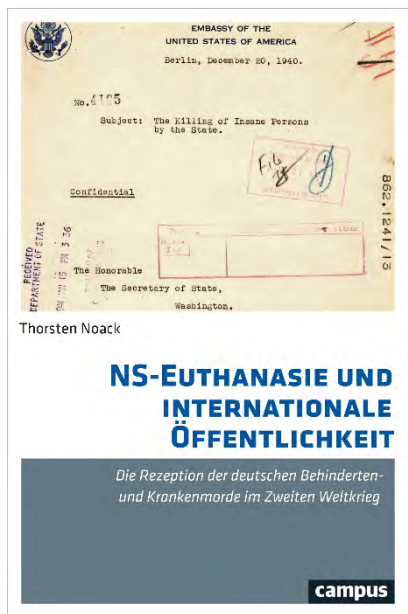 EMBASSY OF THE
UNITED STATES OF AMERICA
Berlin, December 20, 1940.
No. 4185
Subject: The Killing of Insane Persons
by the State.
Confidential
862.1241/13
RECEIVED
DEPARTMENT OF STATE
The Honorable
The Secretary of State,
Washington.
Thorsten Noack
NS-EUTHANASIE UND
INTERNATIONALE
ÖFFENTLICHKEIT
Die Rezeption der deutschen Behinderten-
und Krankenmorde im Zweiten Weltkrieg
campus